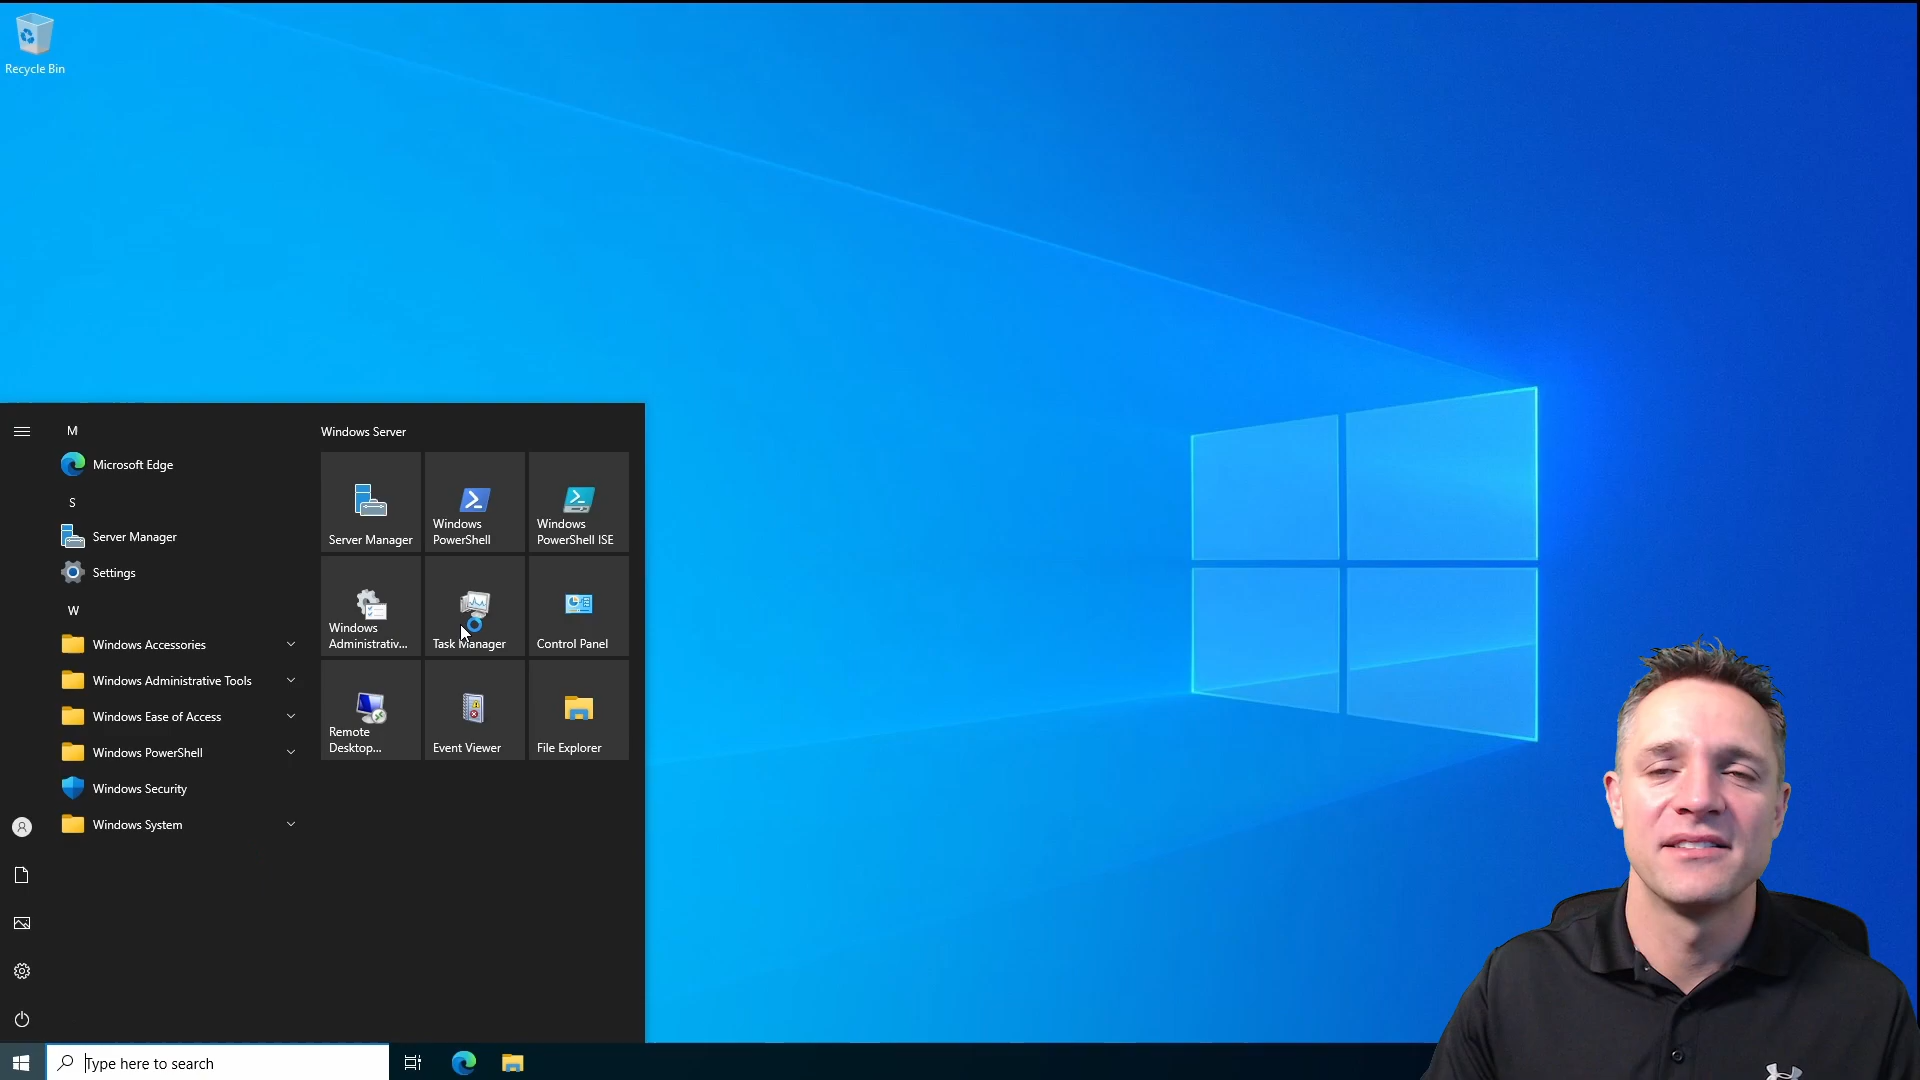 Recycle Bin
M
Microsoft Edge
S
Server Manager
Settings
W
Windows Accessories
Windows Administrative Tools
Windows Ease of Access
Windows PowerShell
Windows Security
Windows System
Windows Server
Server Manager
Windows
PowerShell
Windows
PowerShell ISE
Windows
Administrativ...
Task Manager
Control Panel
Remote
Desktop...
Event Viewer
File Explorer
Type here to search